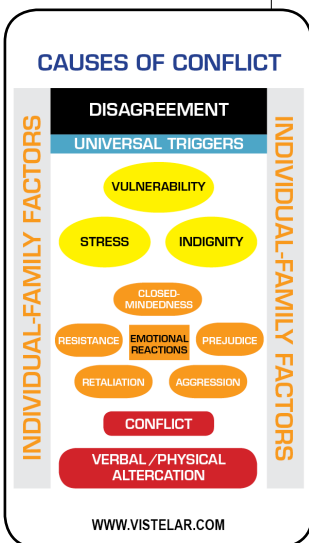 CAUSES OF CONFLICT
INDIVIDUAL-FAMILY FACTORS
DISAGREEMENT
UNIVERSAL TRIGGERS
VULNERABILITY
STRESS
INDIGNITY
CLOSED-
MINDEDNESS
RESISTANCE
EMOTIONAL
REACTIONS
PREJUDICE
RETALIATION
AGGRESSION
CONFLICT
VERBAL/PHYSICAL
ALTERCATION
INDIVIDUAL-FAMILY FACTORS
WWW.VISTELAR.COM